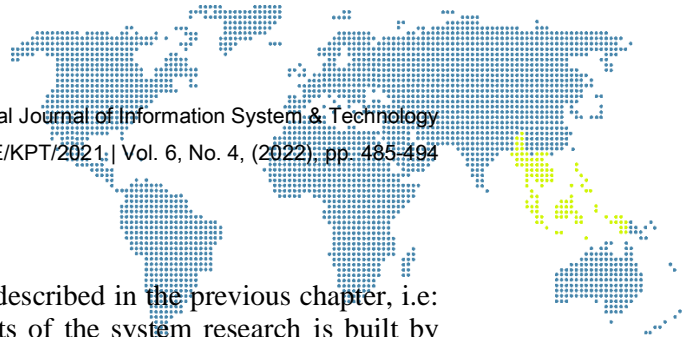 al Journal of Information System & Technology
E/KPT/2021 | Vol. 6, No. 4, (2022), pp. 485-494
described in the previous chapter, i.e:
ts of the system research is built by